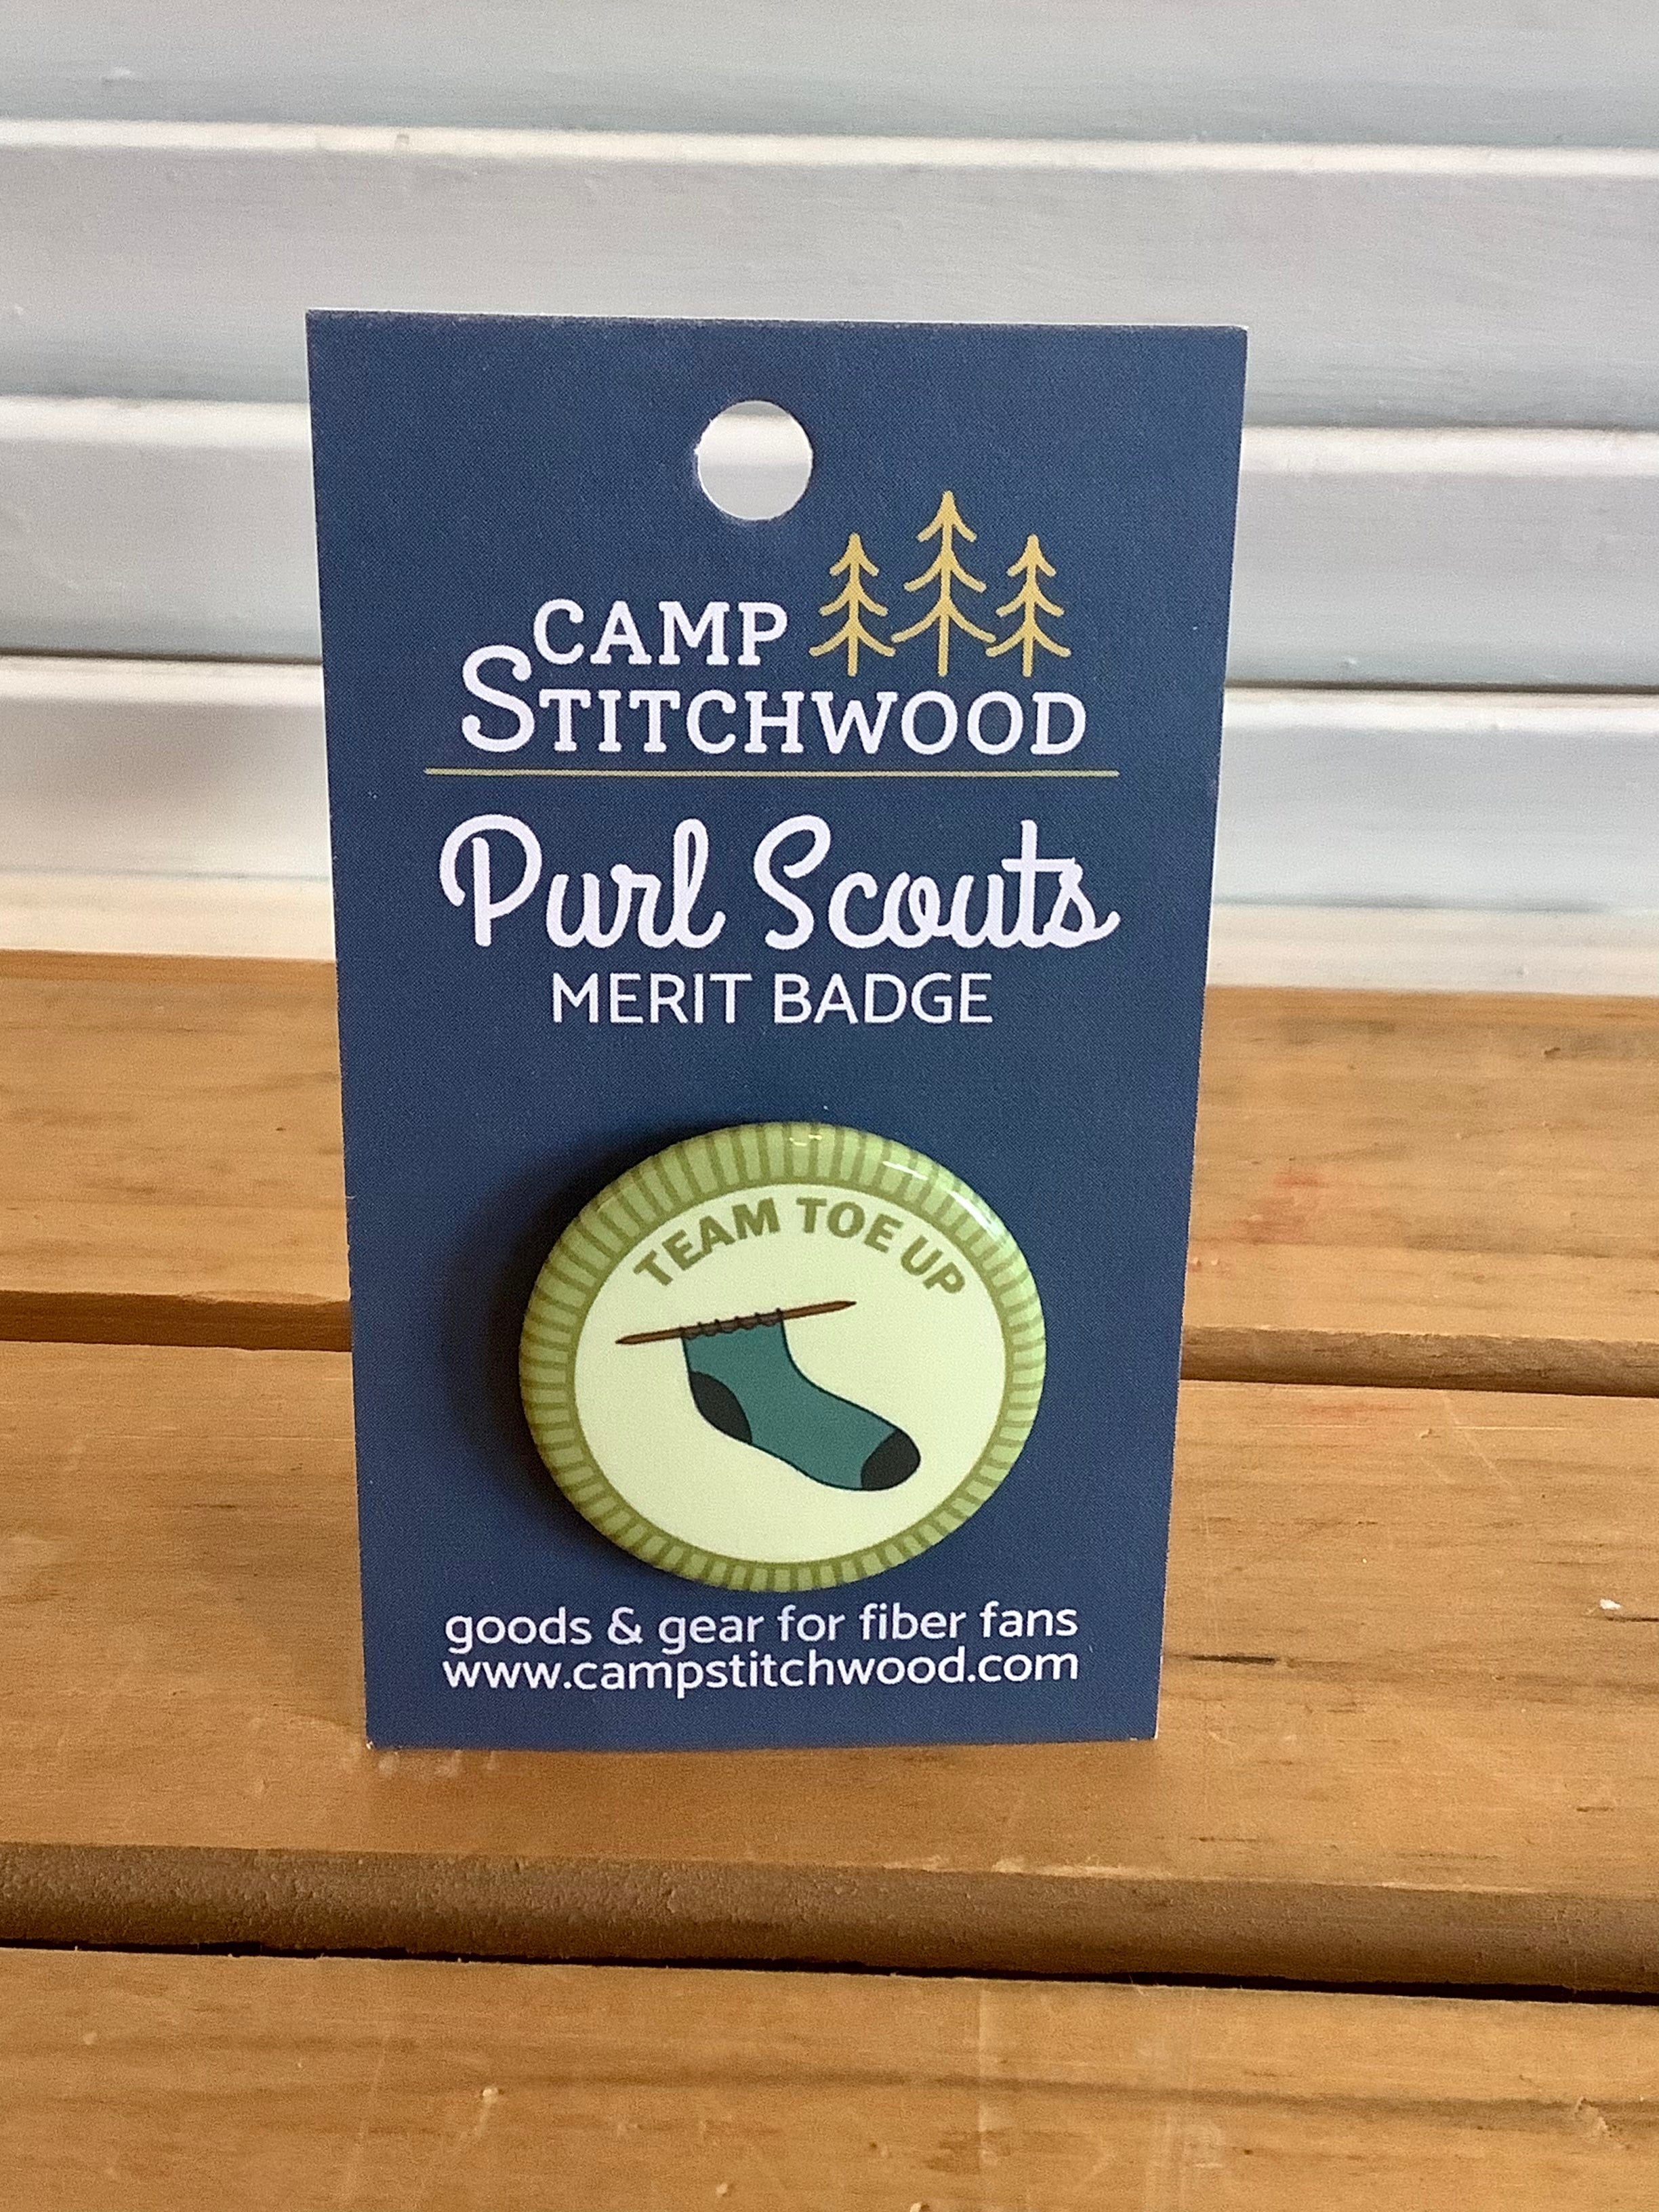 CAMP
STITCHWOOD
Purl Scouts
MERIT BADGE
TEAM TOE UP
goods & gear for fiber fans
www.campstitchwood.com